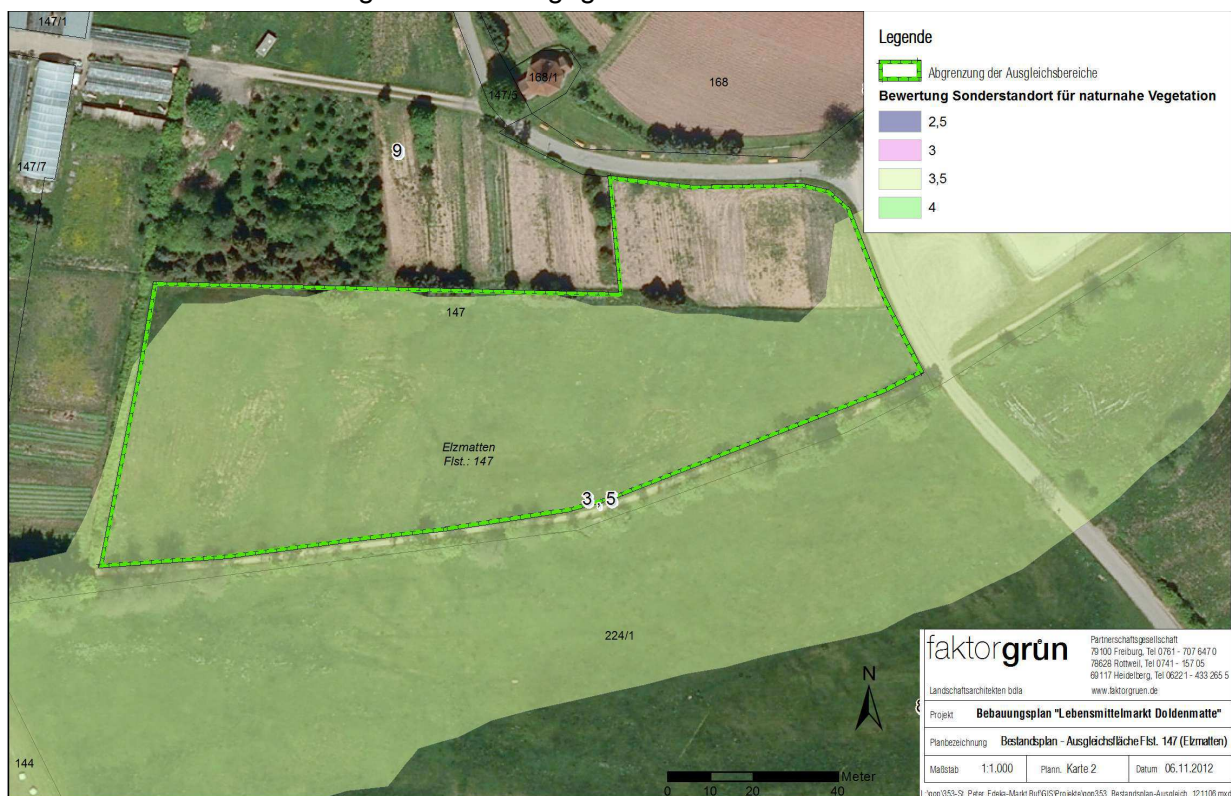 147/1
147/5
168/1
168
147/7
9
147
Elzmatten
Flst.: 147
3,5
224/1
144
N
Meter
0 10 20 40
Legende
Abgrenzung der Ausgleichsbereiche
Bewertung Sonderstandort für naturnahe Vegetation
2,5
3
3,5
4
faktorgrün
Landschaftsarchitekten bdla
Partnerschaftsgesellschaft
79100 Freiburg, Tel 0761 - 707 647 0
78628 Rottweil, Tel 0741 - 157 05
69117 Heidelberg, Tel 06221 - 433 265 5
www.faktorgruen.de
Projekt Bebauungsplan "Lebensmittelmarkt Doldenmatte"
Planbezeichnung Bestandsplan - Ausgleichsfläche Flst. 147 (Elzmatten)
Maßstab 1:1.000 Plannr. Karte 2 Datum 06.11.2012